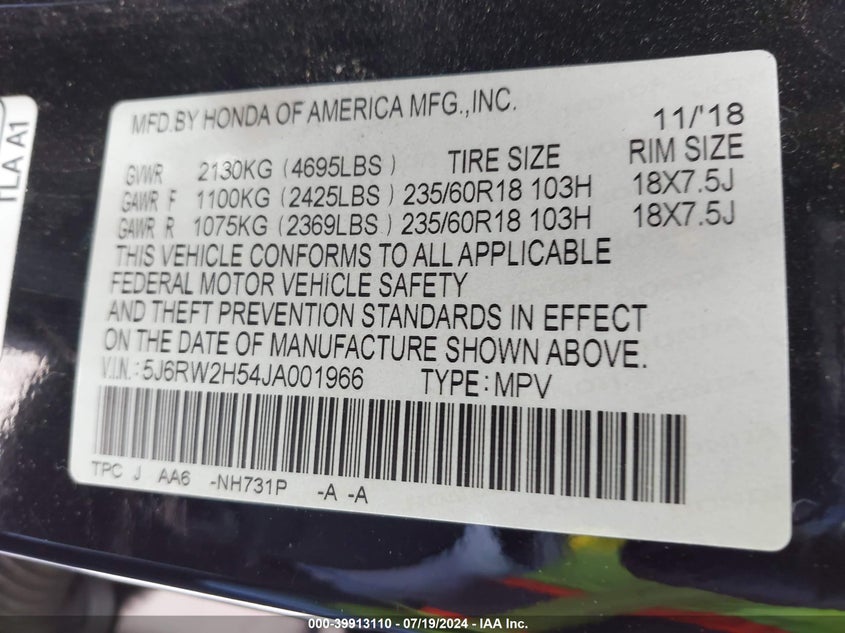 TLA A1
MFD.BY HONDA OF AMERICA MFG.,INC.
11/'18
GVWR 2130KG (4695LBS) TIRE SIZE RIM SIZE
GAWR F 1100KG (2425LBS) 235/60R18 103H 18X7.5J
GAWR R 1075KG (2369LBS) 235/60R18 103H 18X7.5J
THIS VEHICLE CONFORMS TO ALL APPLICABLE
FEDERAL MOTOR VEHICLE SAFETY
AND THEFT PREVENTION STANDARDS IN EFFECT
ON THE DATE OF MANUFACTURE SHOWN ABOVE.
V.I.N.: 5J6RW2H54JA001966 TYPE: MPV
TPC J AA6 -NH731P -A -A
000-39913110 - 07/19/2024 - IAA Inc.